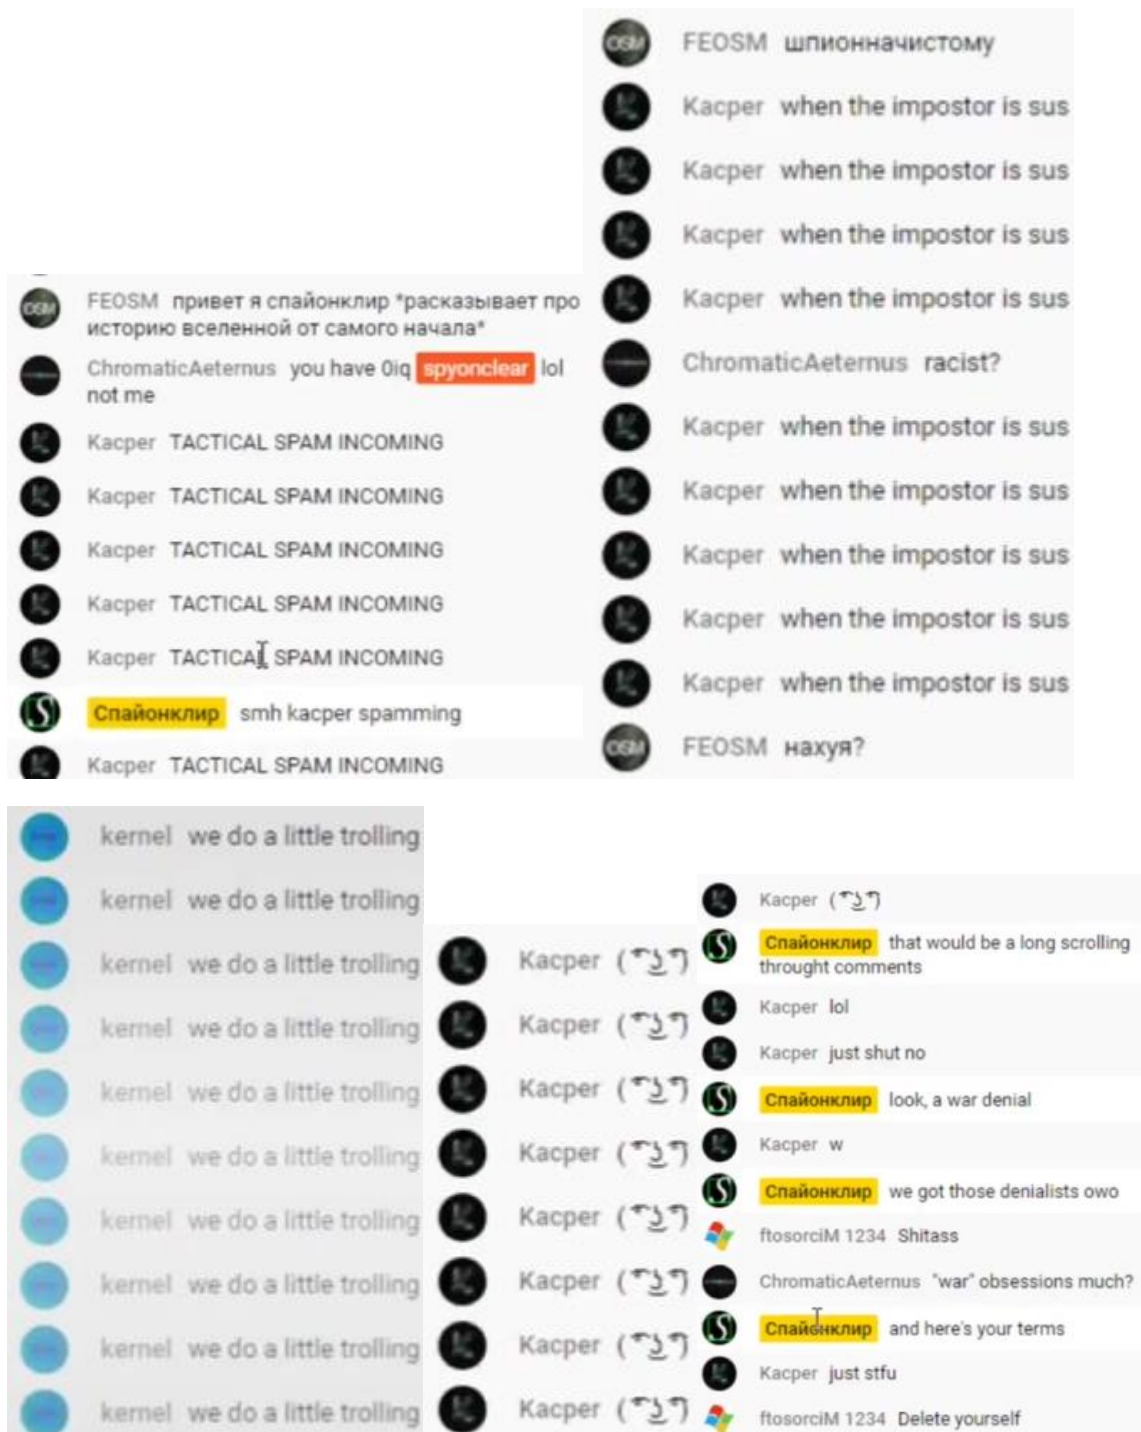 FEOSM шпионначистому
Kacper when the impostor is sus
Kacper when the impostor is sus
Kacper when the impostor is sus
Kacper when the impostor is sus
ChromaticAeternus racist?
Kacper when the impostor is sus
Kacper when the impostor is sus
Kacper when the impostor is sus
Kacper when the impostor is sus
Kacper when the impostor is sus
FEOSM нахуя?
FEOSM привет я спайонклир *расказывает про
историю вселенной от самого начала*
ChromaticAeternus you have 0iq spyonclear lol
not me
Kacper TACTICAL SPAM INCOMING
Kacper TACTICAL SPAM INCOMING
Kacper TACTICAL SPAM INCOMING
Kacper TACTICAL SPAM INCOMING
Kacper TACTICAL SPAM INCOMING
Спайонклир smh kacper spamming
Kacper TACTICAL SPAM INCOMING
kernel we do a little trolling
kernel we do a little trolling
kernel we do a little trolling
kernel we do a little trolling
kernel we do a little trolling
kernel we do a little trolling
kernel we do a little trolling
kernel we do a little trolling
kernel we do a little trolling
kernel we do a little trolling
Kacper ( ͡° ͜ʖ ͡°)
Kacper ( ͡° ͜ʖ ͡°)
Kacper ( ͡° ͜ʖ ͡°)
Kacper ( ͡° ͜ʖ ͡°)
Kacper ( ͡° ͜ʖ ͡°)
Kacper ( ͡° ͜ʖ ͡°)
Kacper ( ͡° ͜ʖ ͡°)
Kacper ( ͡° ͜ʖ ͡°)
Kacper ( ͡° ͜ʖ ͡°)
Спайонклир that would be a long scrolling
throught comments
Kacper lol
Kacper just shut no
Спайонклир look, a war denial
Kacper w
Спайонклир we got those denialists owo
ftosorciM 1234 Shitass
ChromaticAeternus "war" obsessions much?
Спайонклир and here's your terms
Kacper just stfu
ftosorciM 1234 Delete yourself